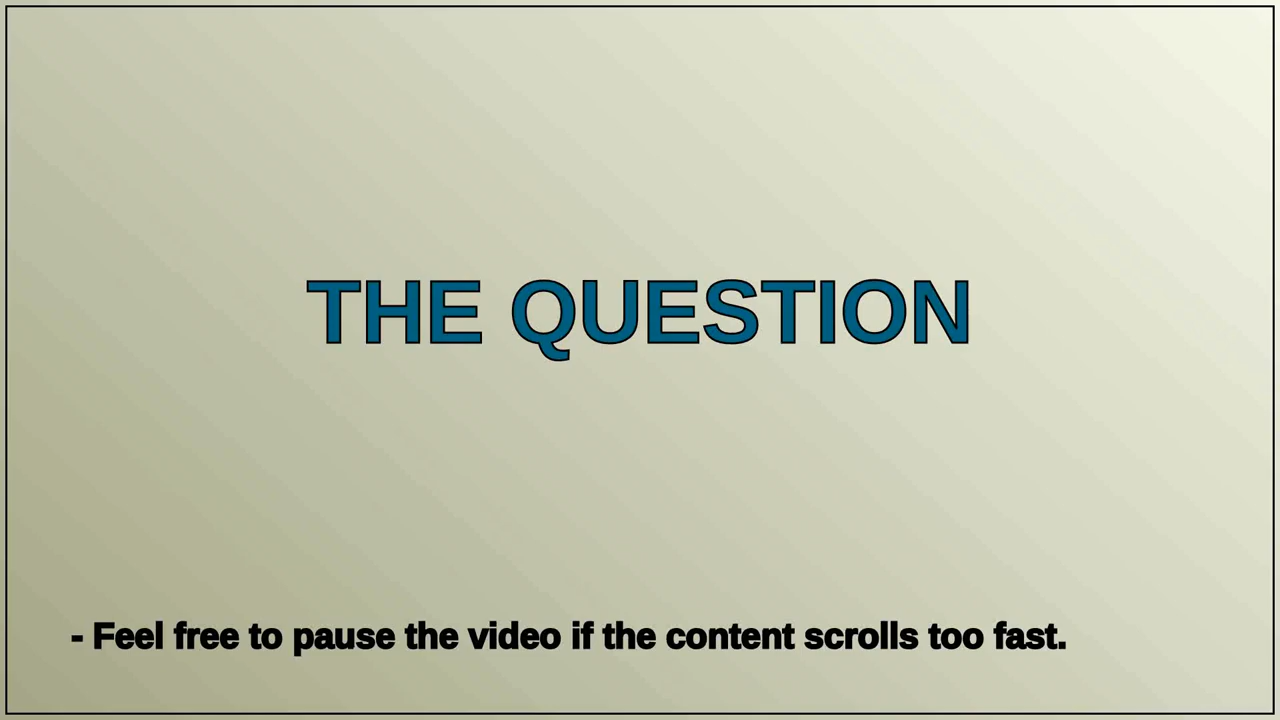 THE QUESTION
- Feel free to pause the video if the content scrolls too fast.